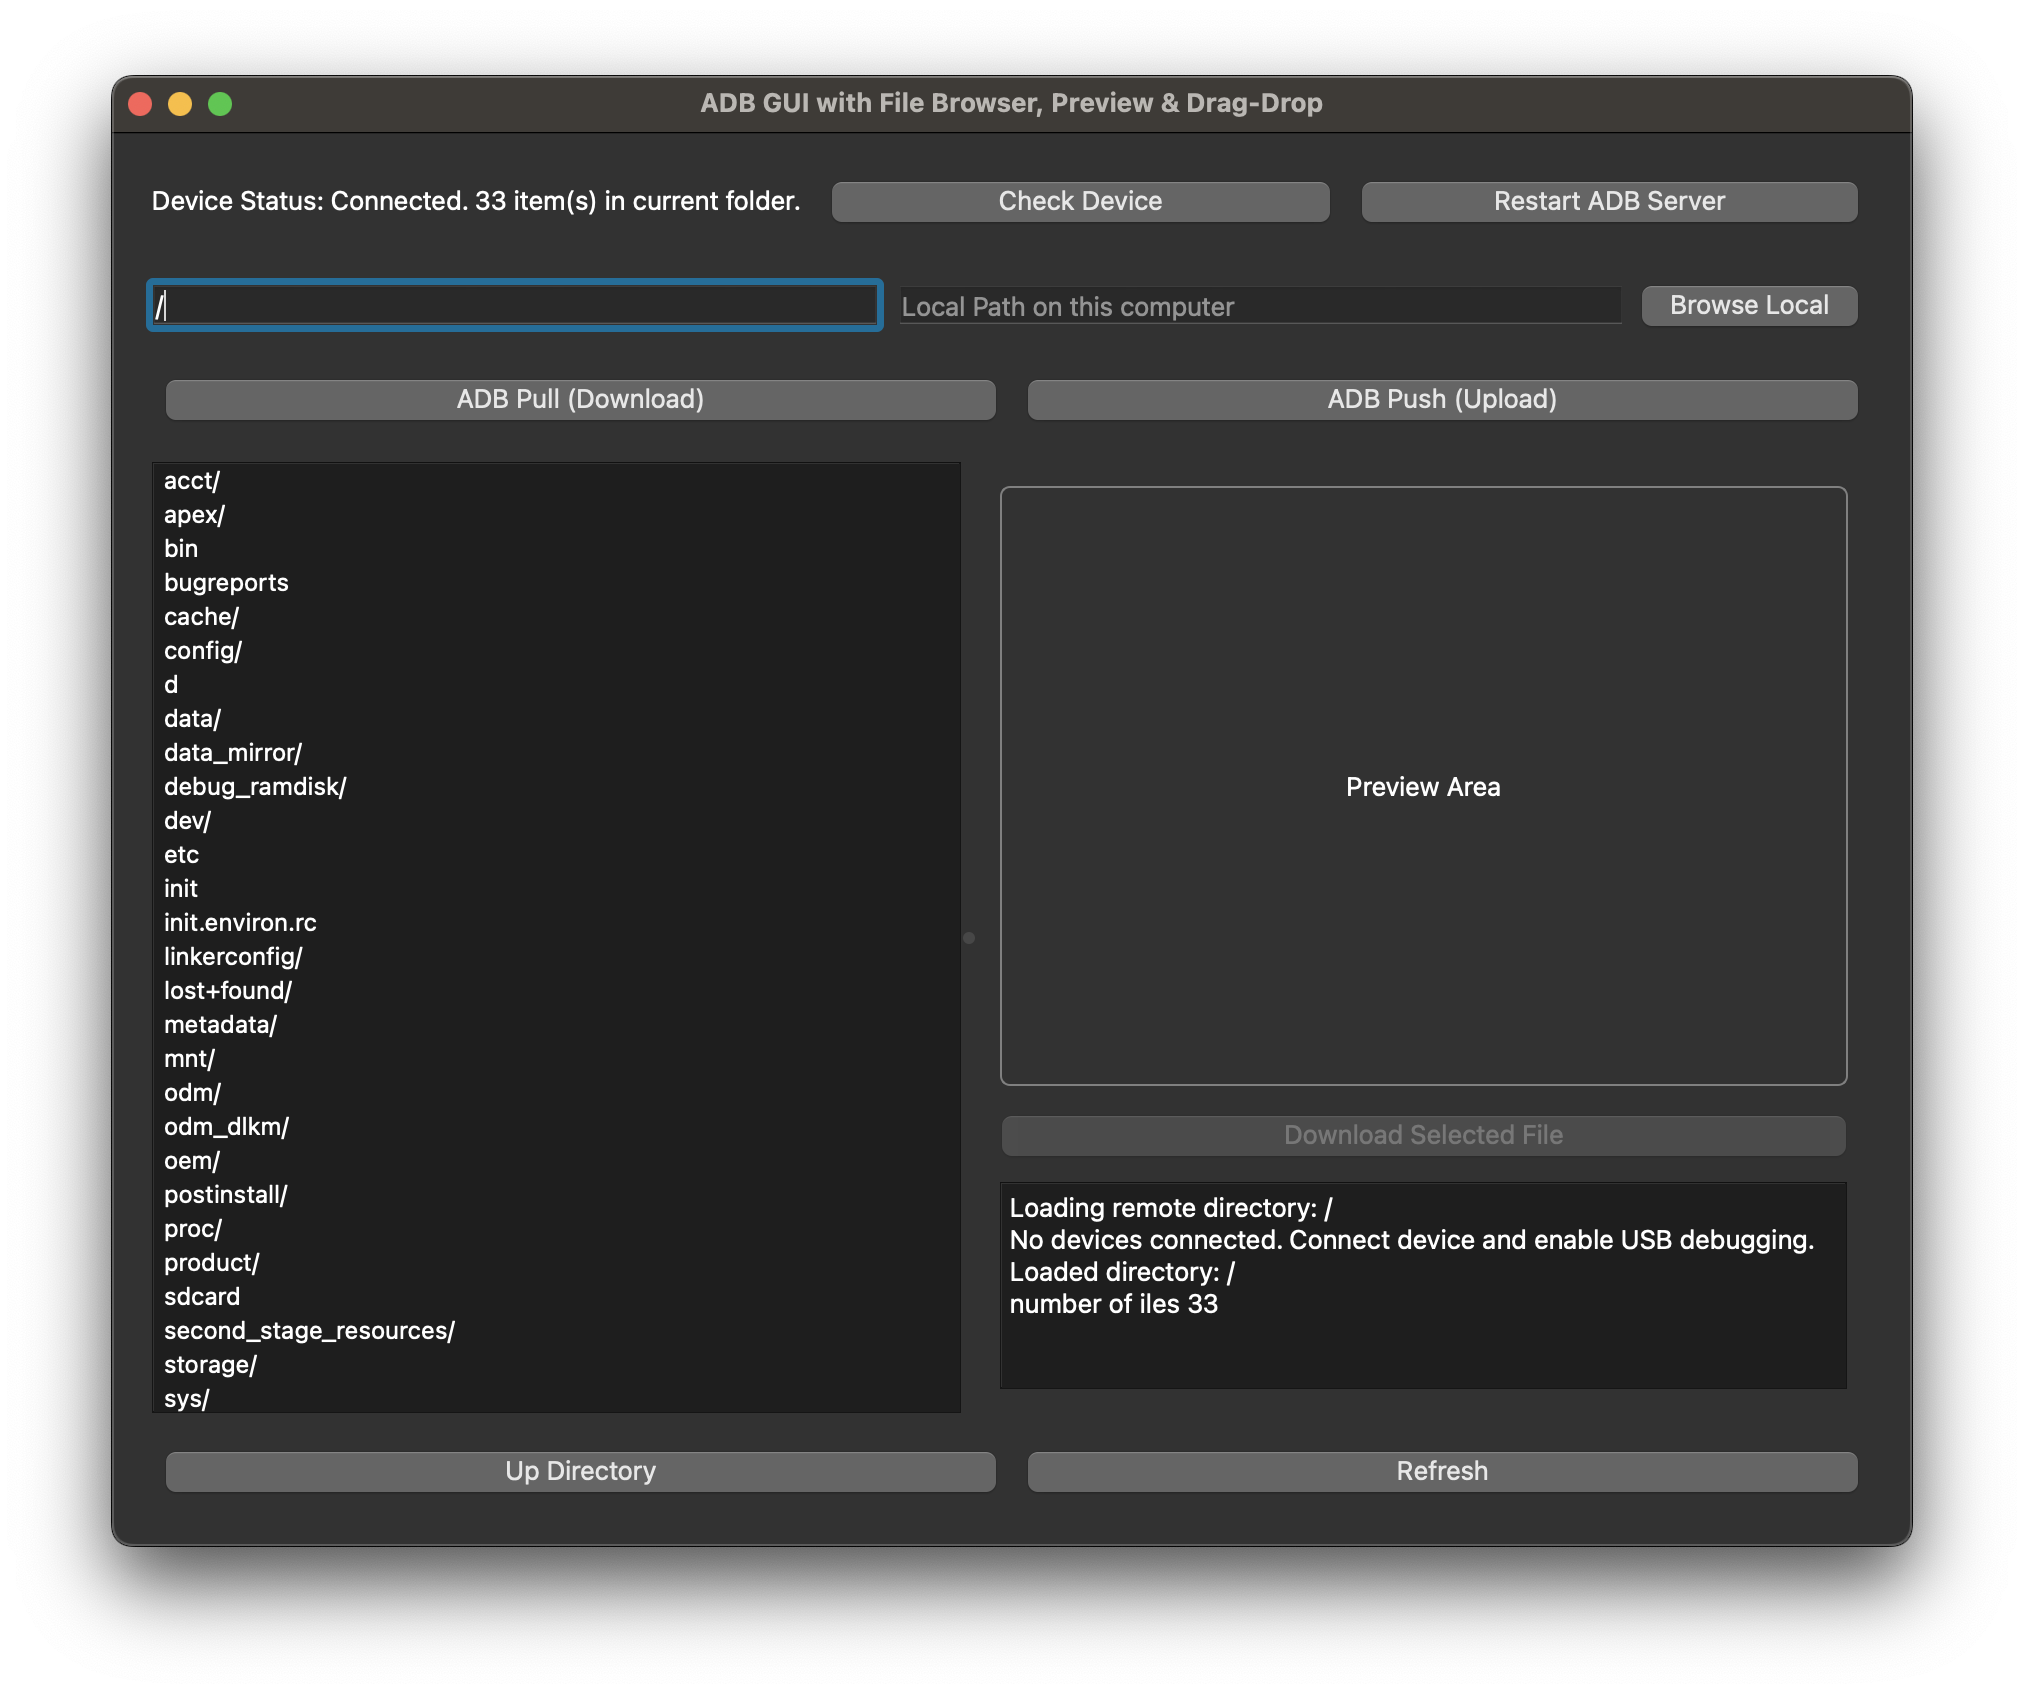 ADB GUI with File Browser, Preview & Drag-Drop
Device Status: Connected. 33 item(s) in current folder.
Check Device
Restart ADB Server
/
Local Path on this computer
Browse Local
ADB Pull (Download)
ADB Push (Upload)
acct/
apex/
bin
bugreports
cache/
config/
d
data/
data_mirror/
debug_ramdisk/
dev/
etc
init
init.environ.rc
linkerconfig/
lost+found/
metadata/
mnt/
odm/
odm_dlkm/
oem/
postinstall/
proc/
product/
sdcard
second_stage_resources/
storage/
sys/
Preview Area
Download Selected File
Loading remote directory: /
No devices connected. Connect device and enable USB debugging.
Loaded directory: /
number of iles 33
Up Directory
Refresh